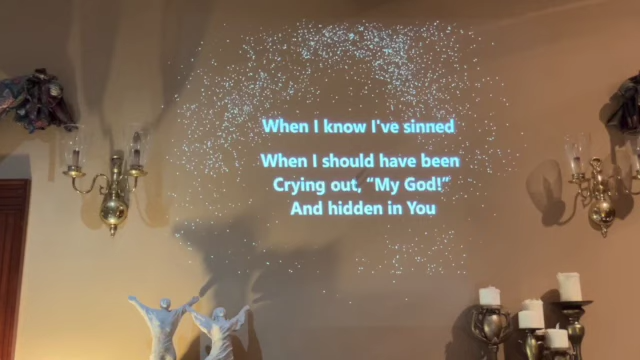 When I know I've sinned
When I should have been
Crying out, “My God!”
And hidden in You